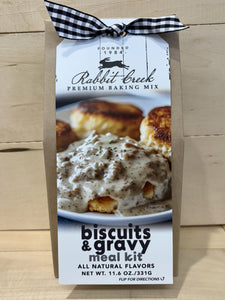 FOUNDED
1984
Rabbit Creek
PREMIUM BAKING MIX
biscuits
& gravy
meal kit
ALL NATURAL FLAVORS
NET WT. 11.6 OZ./331G
FLIP FOR DIRECTIONS